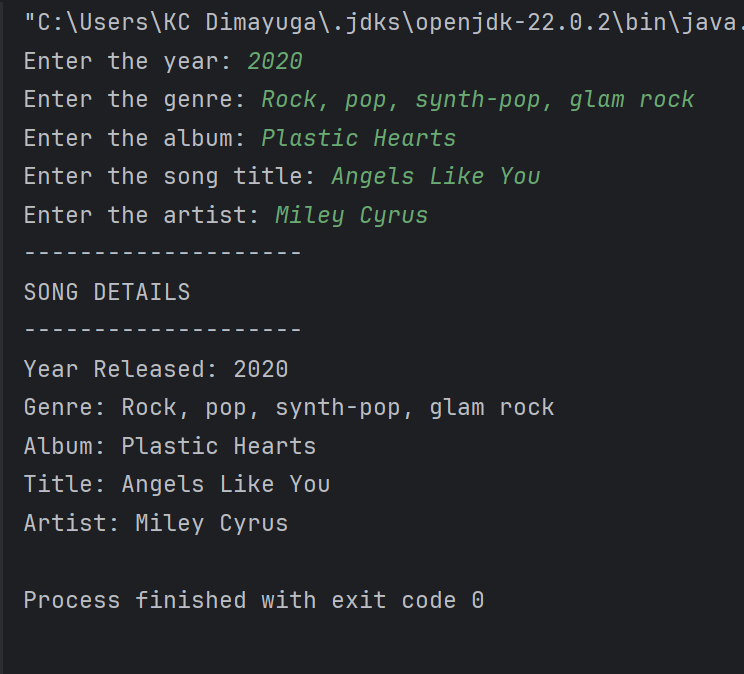 "C:\Users\KC Dimayuga\.jdks\openjdk-22.0.2\bin\java.
Enter the year: 2020
Enter the genre: Rock, pop, synth-pop, glam rock
Enter the album: Plastic Hearts
Enter the song title: Angels Like You
Enter the artist: Miley Cyrus
--------------------
SONG DETAILS
--------------------
Year Released: 2020
Genre: Rock, pop, synth-pop, glam rock
Album: Plastic Hearts
Title: Angels Like You
Artist: Miley Cyrus
Process finished with exit code 0